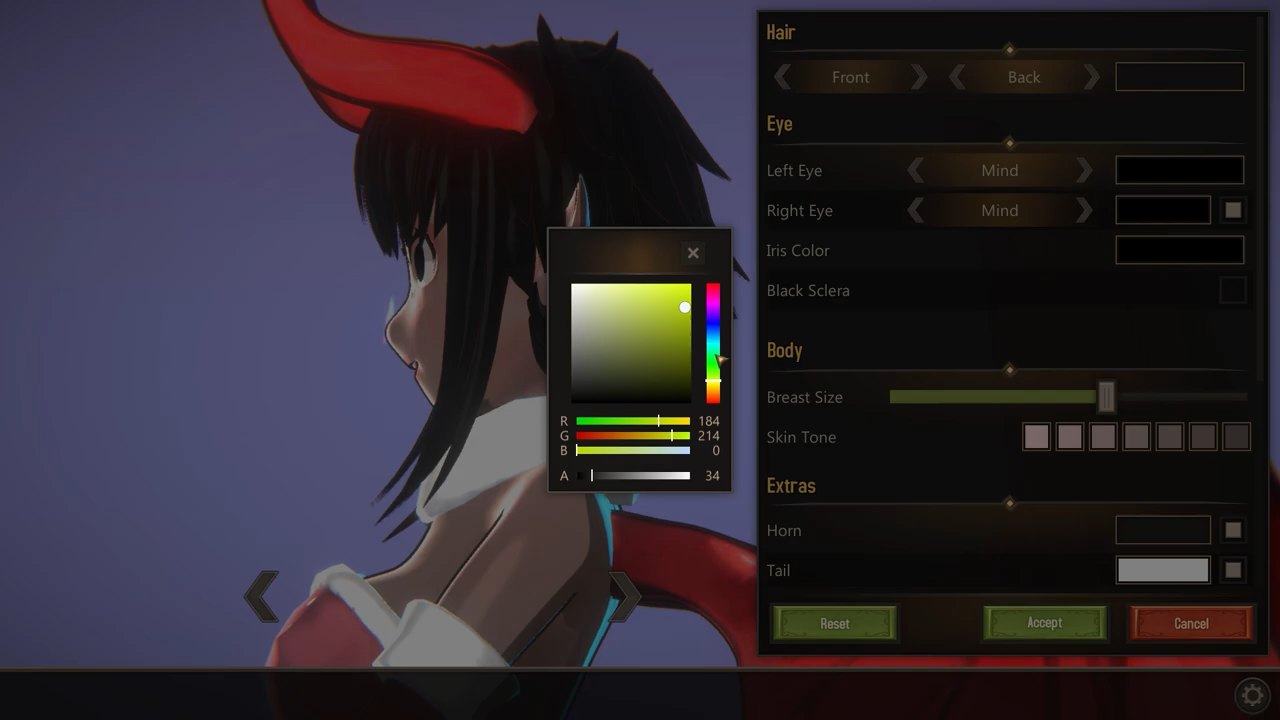 Hair
Front Back
Eye
Left Eye Mind
Right Eye Mind
Iris Color
Black Sclera
Body
Breast Size
Skin Tone
Extras
Horn
Tail
Reset Accept Cancel
R 184
G 214
B 0
A 34